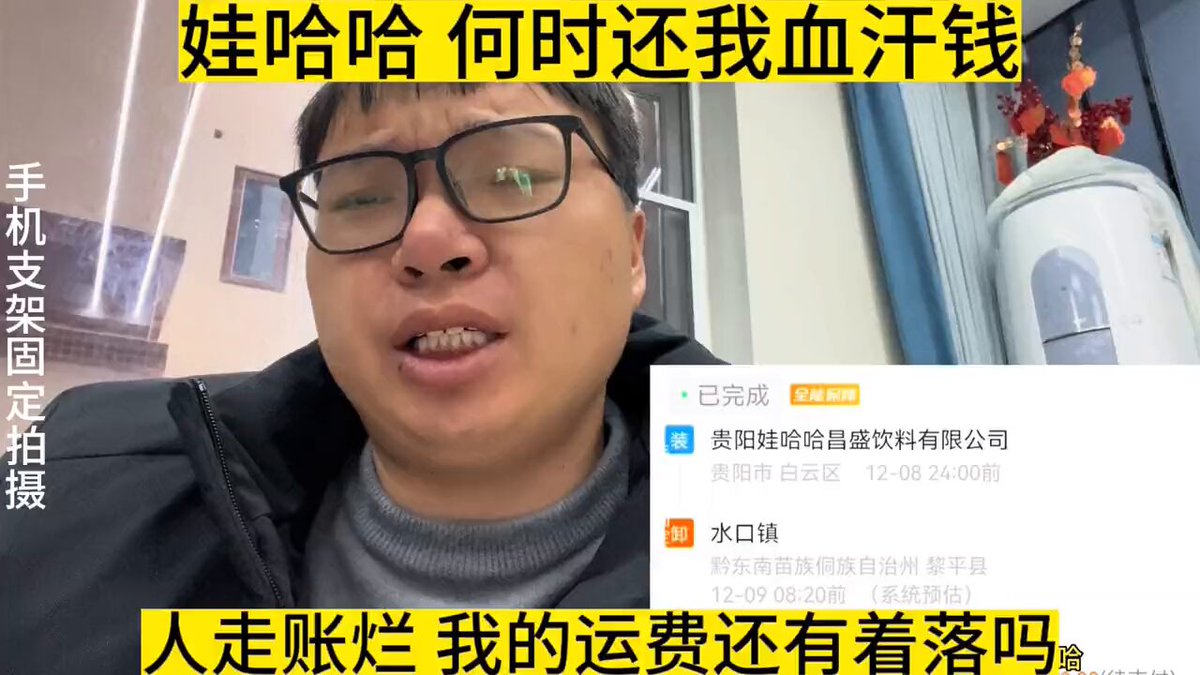 娃哈哈 何时还我血汗钱
手机支架固定拍摄
已完成 全能保障
装 贵阳娃哈哈昌盛饮料有限公司
贵阳市 白云区 12-08 24:00前
卸 水口镇
黔东南苗族侗族自治州 黎平县
12-09 08:20前 (系统预估)
人走账烂 我的运费还有着落吗
哈